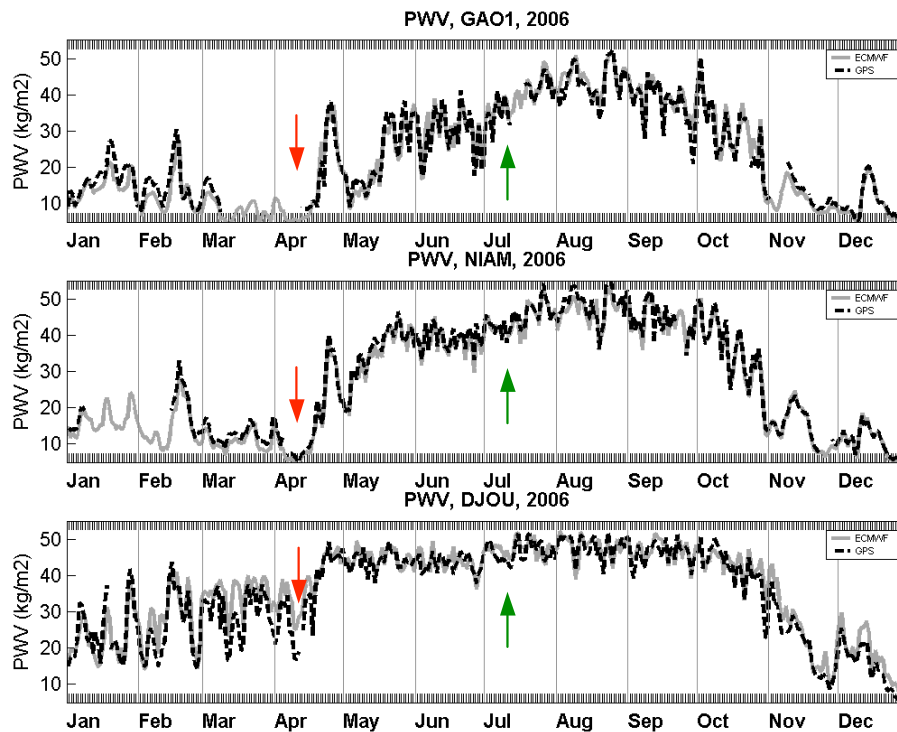 PWV, GAO1, 2006
PWV (kg/m2)
50
40
30
20
10
ECMWF
GPS
Jan Feb Mar Apr May Jun Jul Aug Sep Oct Nov Dec
PWV, NIAM, 2006
PWV (kg/m2)
50
40
30
20
10
ECMWF
GPS
Jan Feb Mar Apr May Jun Jul Aug Sep Oct Nov Dec
PWV, DJOU, 2006
PWV (kg/m2)
50
40
30
20
10
ECMWF
GPS
Jan Feb Mar Apr May Jun Jul Aug Sep Oct Nov Dec